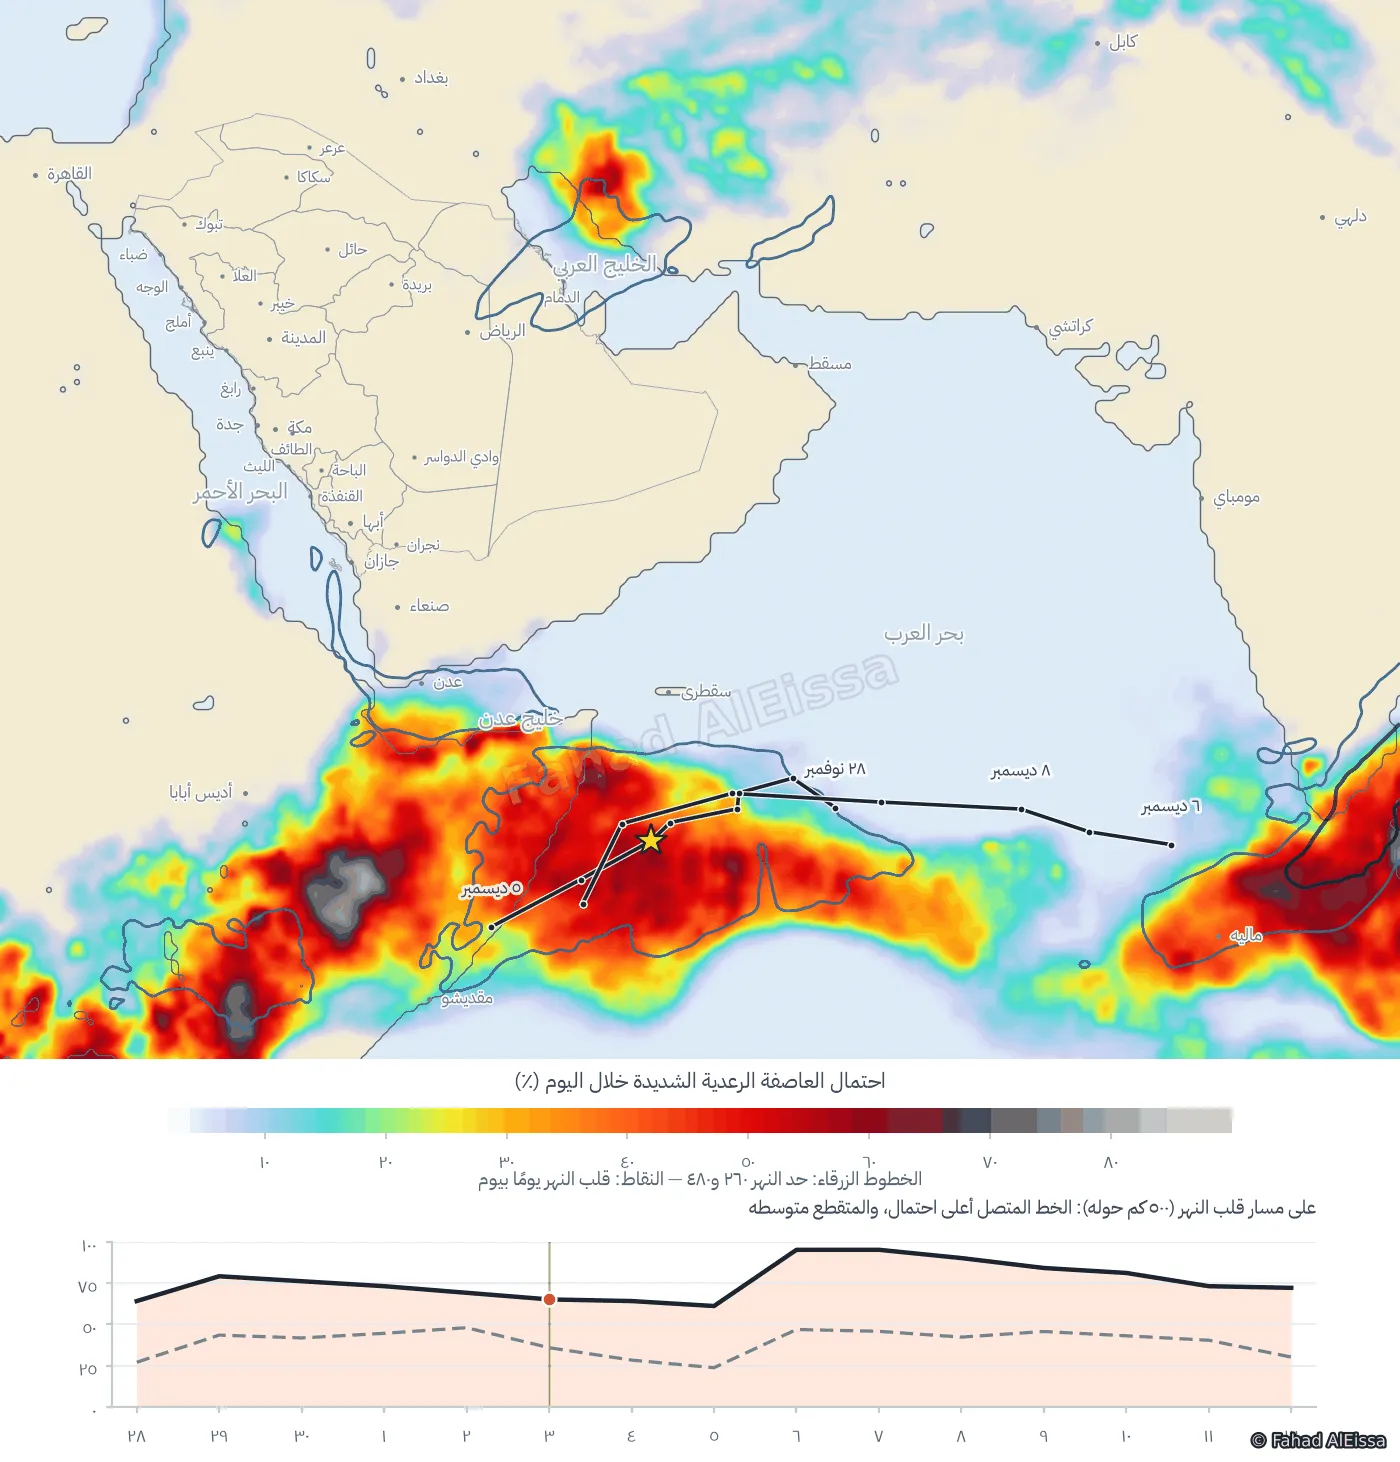 كابل
بغداد
عرعر
القاهرة
سكاكا
دلهي
تبوك
حائل
ضباء
الخليج العربي
العلا
بريدة
الوجه
الدمام
خيبر
أملج
كراتشي
الرياض
المدينة
ينبع
مسقط
رابغ
جدة
مكة
الطائف
وادي الدواسر
الليث
الباحة
البحر الأحمر
القنفذة
مومباي
أبها
نجران
جازان
صنعاء
بحر العرب
عدن
سقطرى
Fahad AlEissa
خليج عدن
٢٨ نوفمبر
٨ ديسمبر
أديس أبابا
٦ ديسمبر
٥ ديسمبر
ماليه
مقديشو
احتمال العاصفة الرعدية الشديدة خلال اليوم (٪)
١٠ ٢٠ ٣٠ ٤٠ ٥٠ ٦٠ ٧٠ ٨٠
الخطوط الزرقاء: حد النهر ٢٦٠ و٤٨٠ — النقاط: قلب النهر يومًا بيوم
على مسار قلب النهر (٥٠٠ كم حوله): الخط المتصل أعلى احتمال، والمتقطع متوسطه
١٠٠
٧٥
٥٠
٢٥
٠
٢٨ ٢٩ ٣٠ ١ ٢ ٣ ٤ ٥ ٦ ٧ ٨ ٩ ١٠ ١١
© Fahad AlEissa